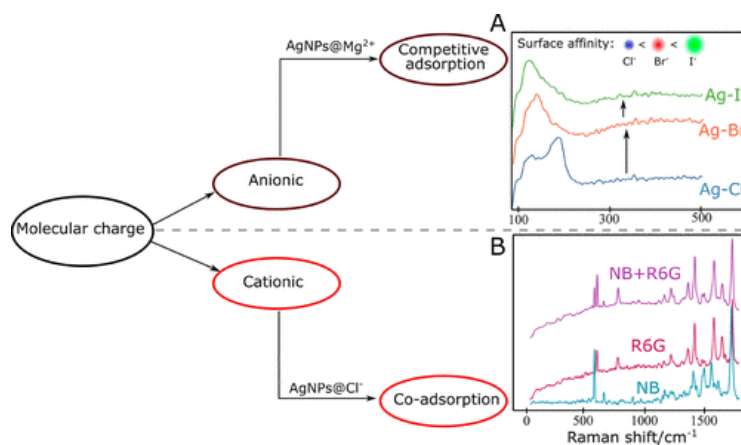 A
AgNPs@Mg²⁺
Competitive
adsorption
Surface affinity:
< <
Cl⁻ Br⁻ I⁻
Ag-I
Ag-Br
Ag-Cl
100 300 500
Anionic
Molecular charge
Cationic
AgNPs@Cl⁻
Co-adsorption
B
NB+R6G
R6G
NB
0 500 1000 1500
Raman shift/cm⁻¹